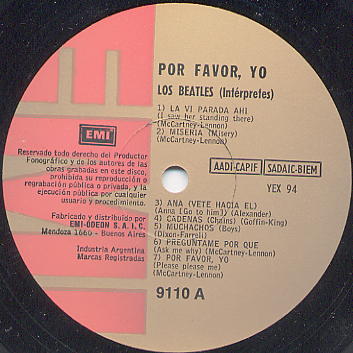 POR FAVOR, YO
LOS BEATLES (Intérpretes)
1) LA VI PARADA AHI
(I saw her standing there)
(McCartney-Lennon)
2) MISERIA (Misery)
(McCartney-Lennon)
EMI
Reservado todo derecho del Productor
Fonográfico y de los autores de las
obras grabadas en este disco,
prohibida su reproducción o
regrabación pública o privada, y la
ejecución pública por cualquier
usuario y procedimiento.
AADI-CAPIF SADAIC-BIEM
YEX 94
Fabricado y distribuido por
EMI-ODEON S. A. I. C.
Mendoza 1660 - Buenos Aires
Industria Argentina
Marcas Registradas
3) ANA (VETE HACIA EL)
(Anna [Go to him]) (Alexander)
4) CADENAS (Chains) (Goffin-King)
5) MUCHACHOS (Boys)
(Dixon-Farrell)
6) PREGUNTAME POR QUE
(Ask me why) (McCartney-Lennon)
7) POR FAVOR, YO
(Please please me)
(McCartney-Lennon)
9110 A